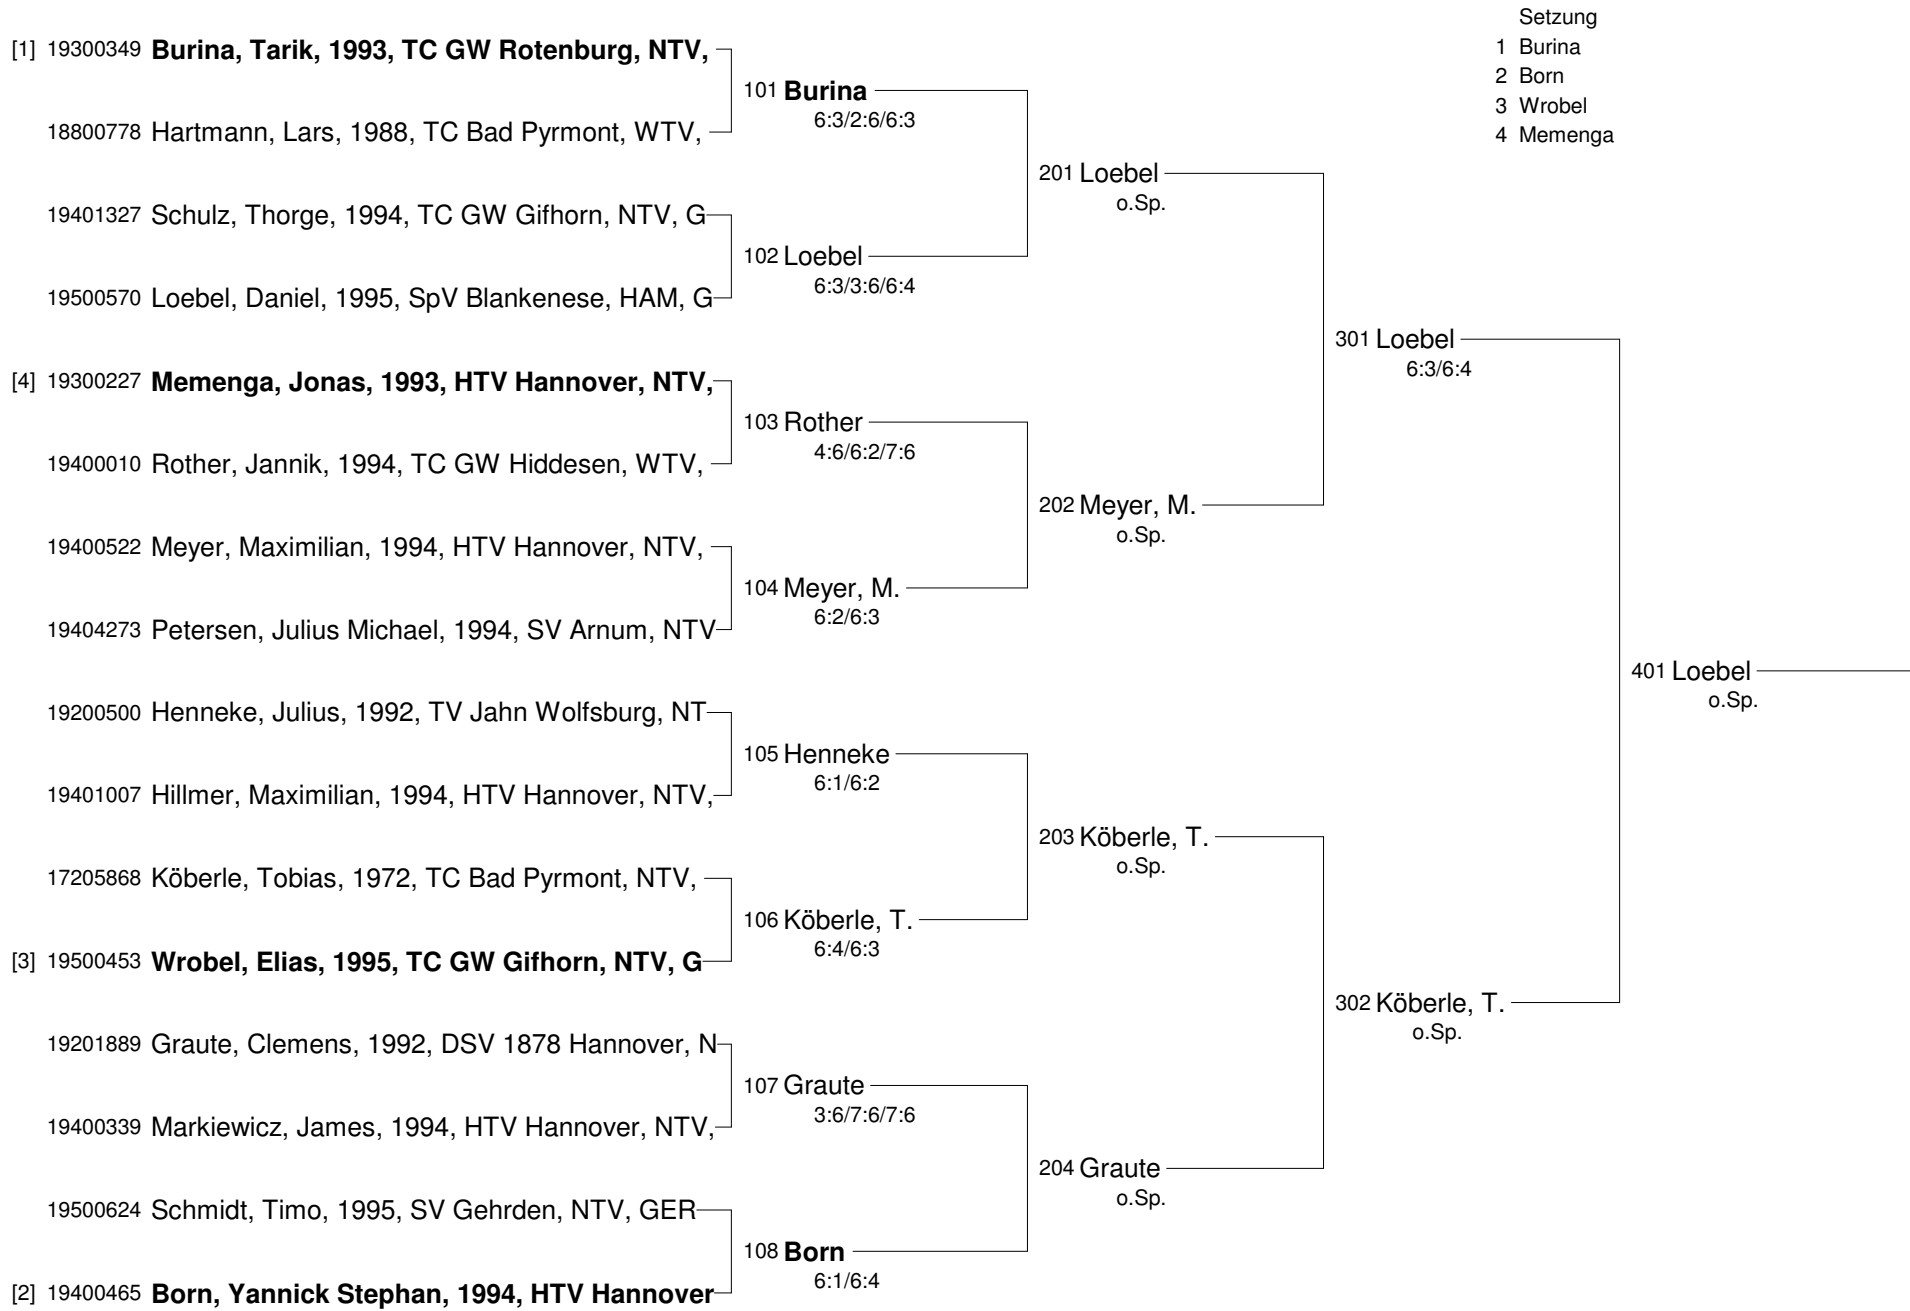 Setzung
1 Burina
2 Born
3 Wrobel
4 Memenga
[1] 19300349 Burina, Tarik, 1993, TC GW Rotenburg, NTV,
101 Burina
6:3/2:6/6:3
18800778 Hartmann, Lars, 1988, TC Bad Pyrmont, WTV,
201 Loebel
o.Sp.
19401327 Schulz, Thorge, 1994, TC GW Gifhorn, NTV, G
102 Loebel
6:3/3:6/6:4
19500570 Loebel, Daniel, 1995, SpV Blankenese, HAM, G
301 Loebel
6:3/6:4
[4] 19300227 Memenga, Jonas, 1993, HTV Hannover, NTV,
103 Rother
4:6/6:2/7:6
19400010 Rother, Jannik, 1994, TC GW Hiddesen, WTV,
202 Meyer, M.
o.Sp.
19400522 Meyer, Maximilian, 1994, HTV Hannover, NTV,
104 Meyer, M.
6:2/6:3
19404273 Petersen, Julius Michael, 1994, SV Arnum, NTV
401 Loebel
o.Sp.
19200500 Henneke, Julius, 1992, TV Jahn Wolfsburg, NT
105 Henneke
6:1/6:2
19401007 Hillmer, Maximilian, 1994, HTV Hannover, NTV,
203 Köberle, T.
o.Sp.
17205868 Köberle, Tobias, 1972, TC Bad Pyrmont, NTV,
106 Köberle, T.
6:4/6:3
[3] 19500453 Wrobel, Elias, 1995, TC GW Gifhorn, NTV, G
302 Köberle, T.
o.Sp.
19201889 Graute, Clemens, 1992, DSV 1878 Hannover, N
107 Graute
3:6/7:6/7:6
19400339 Markiewicz, James, 1994, HTV Hannover, NTV,
204 Graute
o.Sp.
19500624 Schmidt, Timo, 1995, SV Gehrden, NTV, GER
108 Born
6:1/6:4
[2] 19400465 Born, Yannick Stephan, 1994, HTV Hannover